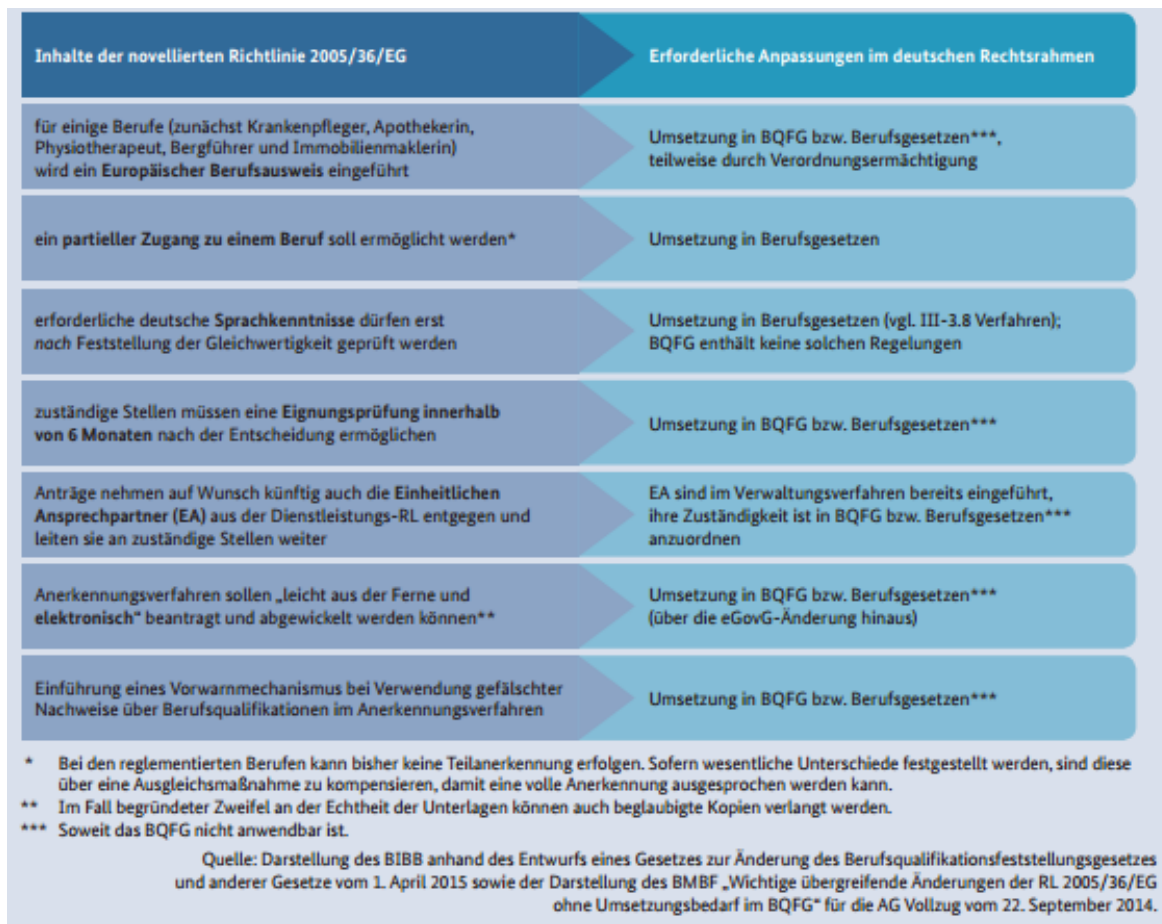 Inhalte der novellierten Richtlinie 2005/36/EG
Erforderliche Anpassungen im deutschen Rechtsrahmen
für einige Berufe (zunächst Krankenpfleger, Apothekerin,
Physiotherapeut, Bergführer und Immobilienmaklerin)
wird ein Europäischer Berufsausweis eingeführt
Umsetzung in BQFG bzw. Berufsgesetzen***,
teilweise durch Verordnungsermächtigung
ein partieller Zugang zu einem Beruf soll ermöglicht werden*
Umsetzung in Berufsgesetzen
erforderliche deutsche Sprachkenntnisse dürfen erst
nach Feststellung der Gleichwertigkeit geprüft werden
Umsetzung in Berufsgesetzen (vgl. III-3.8 Verfahren);
BQFG enthält keine solchen Regelungen
zuständige Stellen müssen eine Eignungsprüfung innerhalb
von 6 Monaten nach der Entscheidung ermöglichen
Umsetzung in BQFG bzw. Berufsgesetzen***
Anträge nehmen auf Wunsch künftig auch die Einheitlichen
Ansprechpartner (EA) aus der Dienstleistungs-RL entgegen und
leiten sie an zuständige Stellen weiter
EA sind im Verwaltungsverfahren bereits eingeführt,
ihre Zuständigkeit ist in BQFG bzw. Berufsgesetzen***
anzuordnen
Anerkennungsverfahren sollen „leicht aus der Ferne und
elektronisch“ beantragt und abgewickelt werden können**
Umsetzung in BQFG bzw. Berufsgesetzen***
(über die eGovG-Änderung hinaus)
Einführung eines Vorwarnmechanismus bei Verwendung gefälschter
Nachweise über Berufsqualifikationen im Anerkennungsverfahren
Umsetzung in BQFG bzw. Berufsgesetzen***
* Bei den reglementierten Berufen kann bisher keine Teilanerkennung erfolgen. Sofern wesentliche Unterschiede festgestellt werden, sind diese
über eine Ausgleichsmaßnahme zu kompensieren, damit eine volle Anerkennung ausgesprochen werden kann.
** Im Fall begründeter Zweifel an der Echtheit der Unterlagen können auch beglaubigte Kopien verlangt werden.
*** Soweit das BQFG nicht anwendbar ist.
Quelle: Darstellung des BIBB anhand des Entwurfs eines Gesetzes zur Änderung des Berufsqualifikationsfeststellungsgesetzes
und anderer Gesetze vom 1. April 2015 sowie der Darstellung des BMBF „Wichtige übergreifende Änderungen der RL 2005/36/EG
ohne Umsetzungsbedarf im BQFG“ für die AG Vollzug vom 22. September 2014.